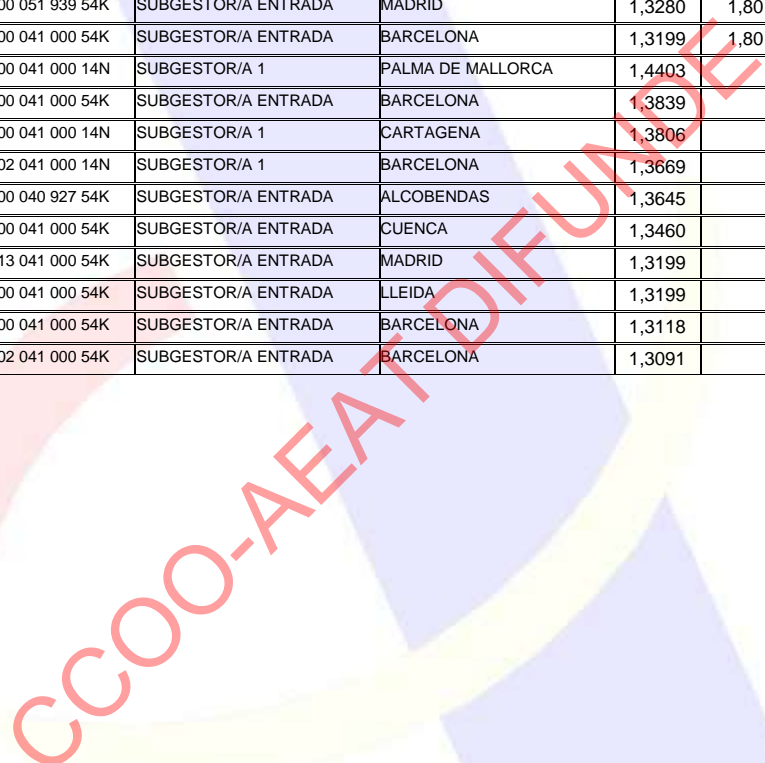 00 051 939 54K SUBGESTOR/A ENTRADA MADRID 1,3280 1,80
00 041 000 54K SUBGESTOR/A ENTRADA BARCELONA 1,3199 1,80
00 041 000 14N SUBGESTOR/A 1 PALMA DE MALLORCA 1,4403
00 041 000 54K SUBGESTOR/A ENTRADA BARCELONA 1,3839
00 041 000 14N SUBGESTOR/A 1 CARTAGENA 1,3806
02 041 000 14N SUBGESTOR/A 1 BARCELONA 1,3669
00 040 927 54K SUBGESTOR/A ENTRADA ALCOBENDAS 1,3645
00 041 000 54K SUBGESTOR/A ENTRADA CUENCA 1,3460
13 041 000 54K SUBGESTOR/A ENTRADA MADRID 1,3199
00 041 000 54K SUBGESTOR/A ENTRADA LLEIDA 1,3199
00 041 000 54K SUBGESTOR/A ENTRADA BARCELONA 1,3118
02 041 000 54K SUBGESTOR/A ENTRADA BARCELONA 1,3091
CCOO-AEAT DIFUNDE